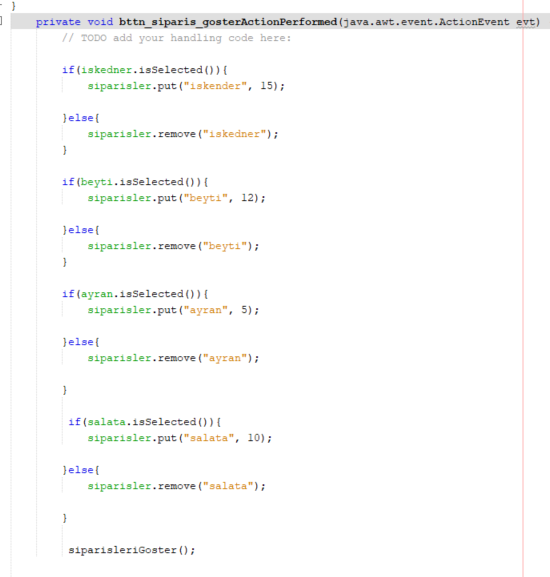 }
private void bttn_siparis_gosterActionPerformed(java.awt.event.ActionEvent evt)
// TODO add your handling code here:
if(iskedner.isSelected()){
siparisler.put("iskender", 15);
}else{
siparisler.remove("iskedner");
}
if(beyti.isSelected()){
siparisler.put("beyti", 12);
}else{
siparisler.remove("beyti");
}
if(ayran.isSelected()){
siparisler.put("ayran", 5);
}else{
siparisler.remove("ayran");
}
if(salata.isSelected()){
siparisler.put("salata", 10);
}else{
siparisler.remove("salata");
}
siparisleriGoster();